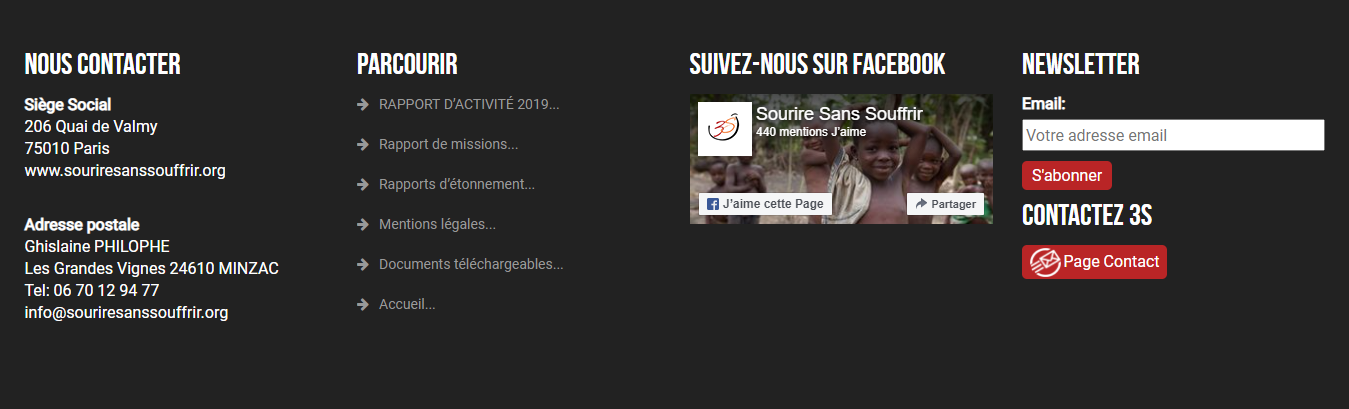 NOUS CONTACTER
Siège Social
206 Quai de Valmy
75010 Paris
www.souriresanssouffrir.org
Adresse postale
Ghislaine PHILOPHE
Les Grandes Vignes 24610 MINZAC
Tel: 06 70 12 94 77
info@souriresanssouffrir.org
PARCOURIR
RAPPORT D'ACTIVITÉ 2019...
Rapport de missions...
Rapports d'étonnement...
Mentions légales...
Documents téléchargeables...
Accueil...
SUIVEZ-NOUS SUR FACEBOOK
3S
Sourire Sans Souffrir
440 mentions J'aime
J'aime cette Page
Partager
NEWSLETTER
Email:
Votre adresse email
S'abonner
CONTACTEZ 3S
Page Contact